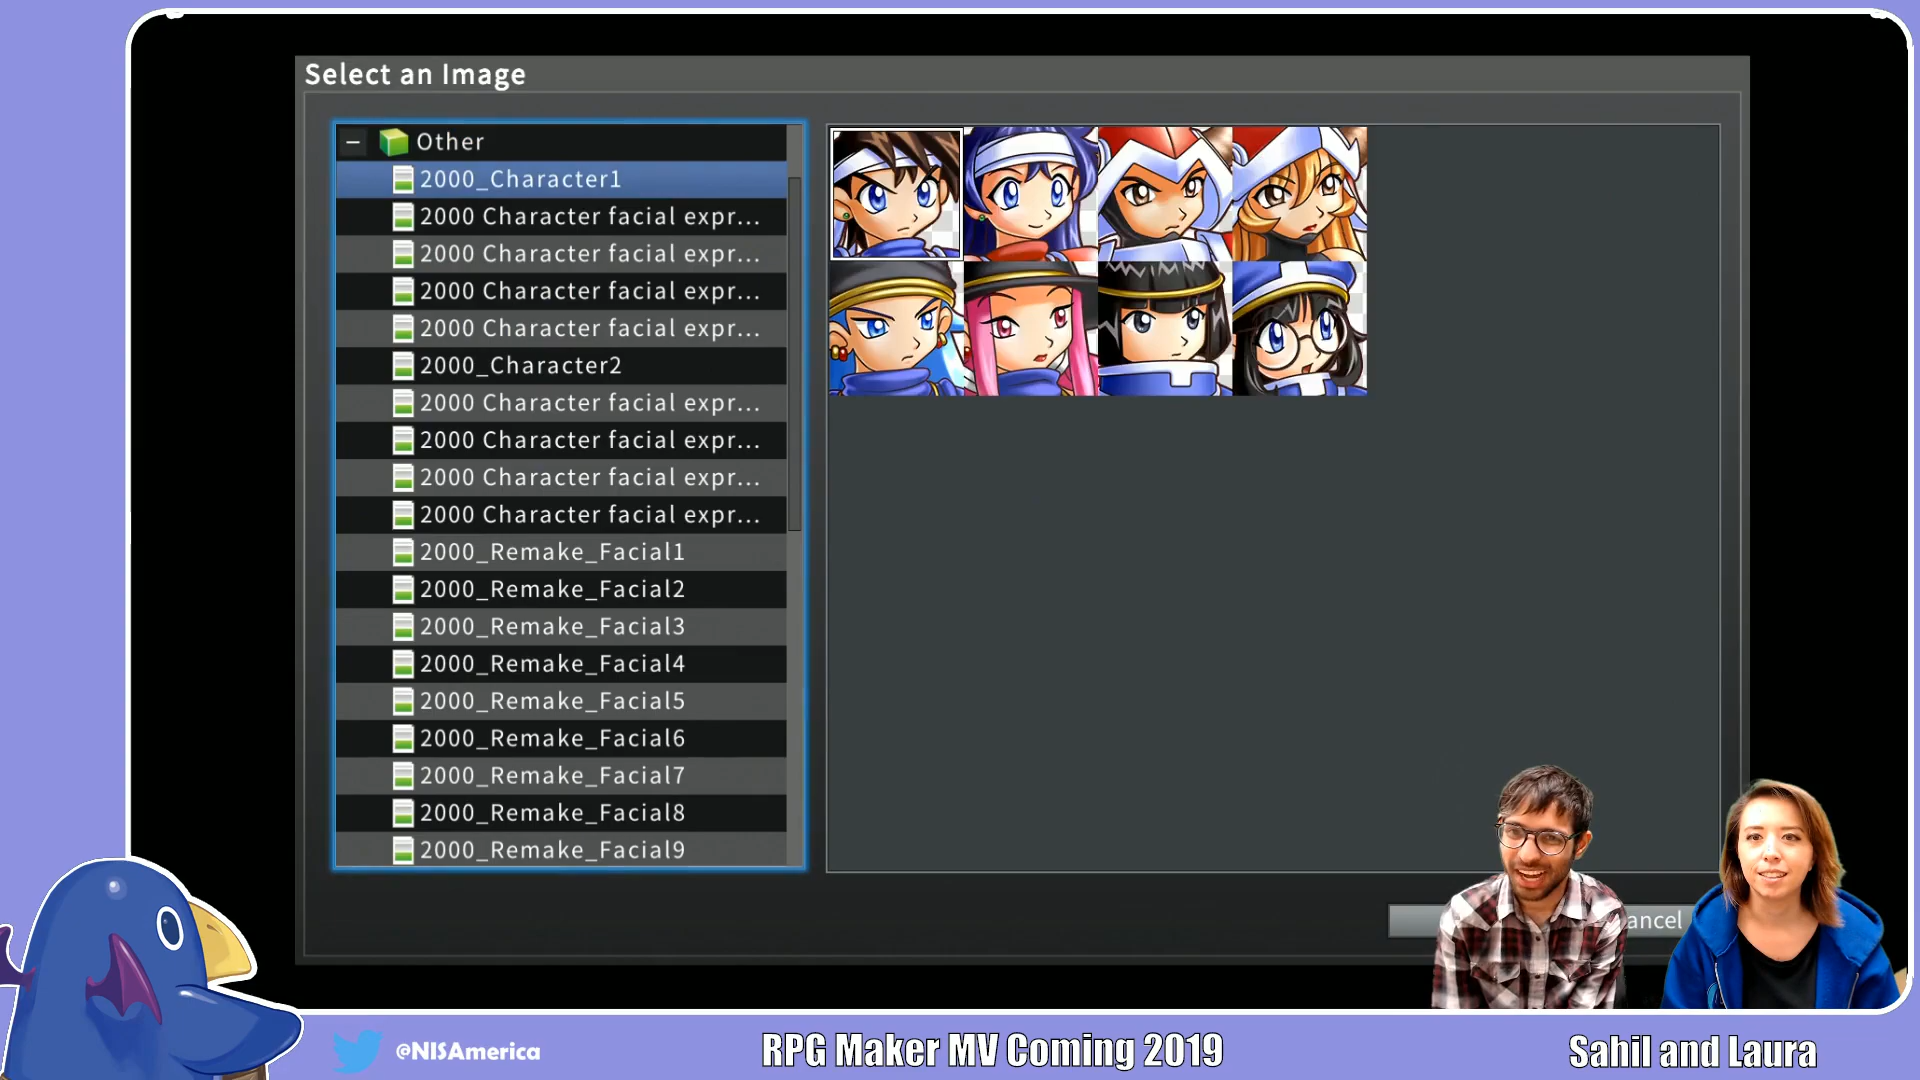 Select an Image
Other
2000_Character1
2000 Character facial expr...
2000 Character facial expr...
2000 Character facial expr...
2000 Character facial expr...
2000_Character2
2000 Character facial expr...
2000 Character facial expr...
2000 Character facial expr...
2000 Character facial expr...
2000_Remake_Facial1
2000_Remake_Facial2
2000_Remake_Facial3
2000_Remake_Facial4
2000_Remake_Facial5
2000_Remake_Facial6
2000_Remake_Facial7
2000_Remake_Facial8
2000_Remake_Facial9
ancel
@NISAmerica
RPG Maker MV Coming 2019
Sahil and Laura